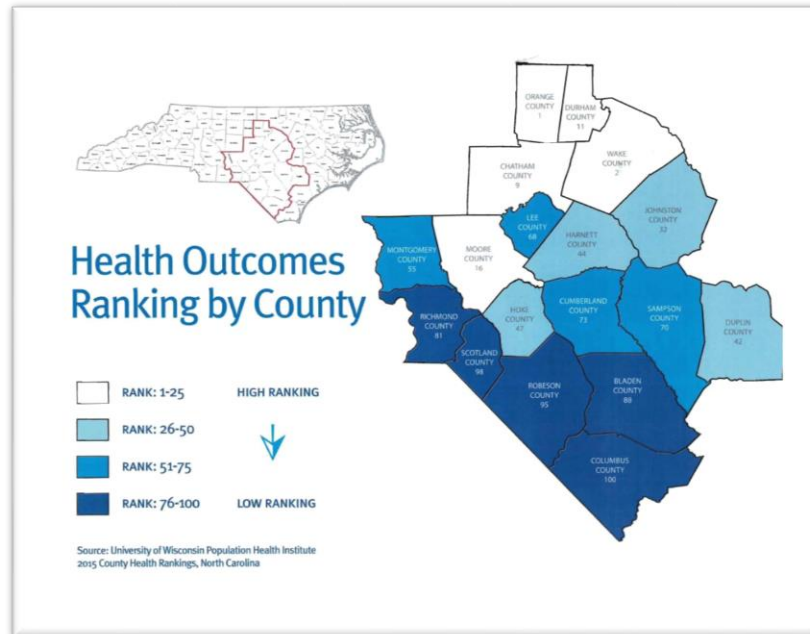 ORANGE
COUNTY
1
DURHAM
COUNTY
11
WAKE
COUNTY
2
CHATHAM
COUNTY
9
LEE
COUNTY
68
JOHNSTON
COUNTY
32
HARNETT
COUNTY
44
MONTGOMERY
COUNTY
55
MOORE
COUNTY
16
Health Outcomes
Ranking by County
RICHMOND
COUNTY
81
HOKE
COUNTY
47
CUMBERLAND
COUNTY
73
SAMPSON
COUNTY
70
DUPLIN
COUNTY
42
SCOTLAND
COUNTY
98
ROBESON
COUNTY
95
BLADEN
COUNTY
88
COLUMBUS
COUNTY
100
RANK: 1-25 HIGH RANKING
RANK: 26-50
RANK: 51-75
RANK: 76-100 LOW RANKING
Source: University of Wisconsin Population Health Institute
2015 County Health Rankings, North Carolina